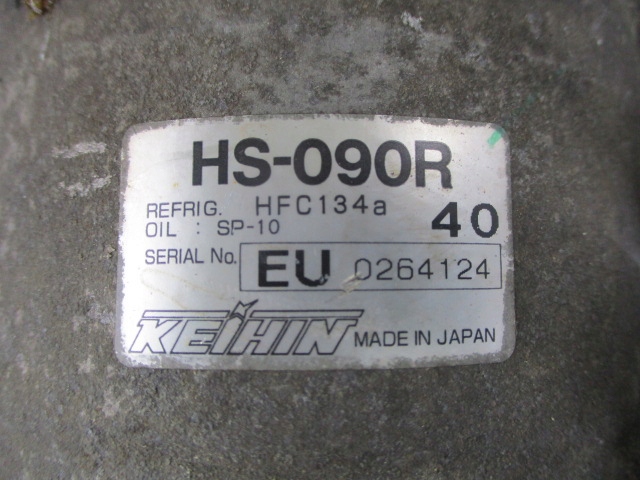 HS-090R
REFRIG. HFC134a
OIL : SP-10 40
SERIAL No. EU 0264124
KEIHIN MADE IN JAPAN